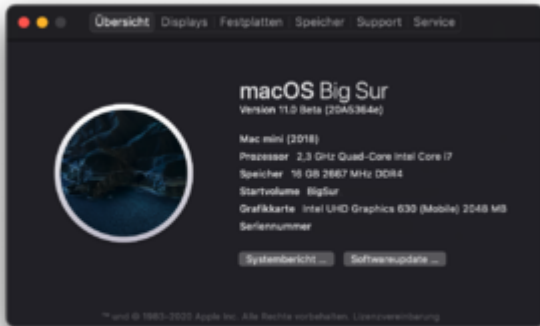 Übersicht Displays Festplatten Speicher Support Service
macOS Big Sur
Version 11.0 Beta (20A5364e)
Mac mini (2018)
Prozessor 2,3 GHz Quad-Core Intel Core i7
Speicher 16 GB 2667 MHz DDR4
Startvolume BigSur
Grafikkarte Intel UHD Graphics 630 (Mobile) 2048 MB
Seriennummer
Systembericht ... Softwareupdate ...
™ und © 1983-2020 Apple Inc. Alle Rechte vorbehalten. Lizenzvereinbarung